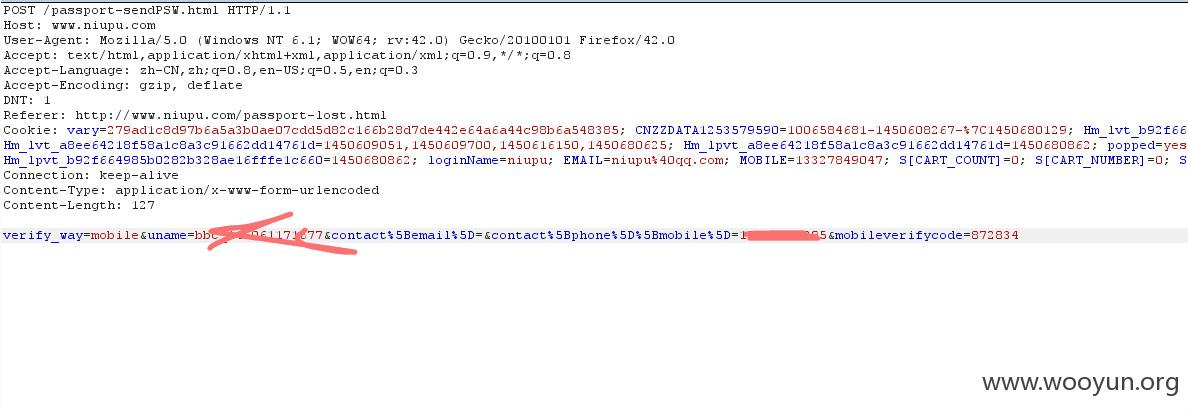 POST /passport-sendPSW.html HTTP/1.1
Host: www.niupu.com
User-Agent: Mozilla/5.0 (Windows NT 6.1; WOW64; rv:42.0) Gecko/20100101 Firefox/42.0
Accept: text/html,application/xhtml+xml,application/xml;q=0.9,*/*;q=0.8
Accept-Language: zh-CN,zh;q=0.8,en-US;q=0.5,en;q=0.3
Accept-Encoding: gzip, deflate
DNT: 1
Referer: http://www.niupu.com/passport-lost.html
Cookie: vary=279ad1c8d97b6a5a3b0ae07cdd5d82c166b28d7de442e64a6a44c98b6a548385; CNZZDATA1253579590=1006584681-1450608267-%7C1450680129; Hm_lvt_b92f66
Hm_lvt_a8ee64218f58a1c8a3c91662dd14761d=1450609051,1450609700,1450616150,1450680625; Hm_lpvt_a8ee64218f58a1c8a3c91662dd14761d=1450680862; popped=yes
Hm_lpvt_b92f664985b0282b328ae16fffe1c660=1450680862; loginName=niupu; EMAIL=niupu%40qq.com; MOBILE=13327849047; S[CART_COUNT]=0; S[CART_NUMBER]=0; S
Connection: keep-alive
Content-Type: application/x-www-form-urlencoded
Content-Length: 127
verify_way=mobile&uname= &contact%5Bemail%5D=&contact%5Bphone%5D%5Bmobile%5D= &mobileverifycode=872834
www.wooyun.org